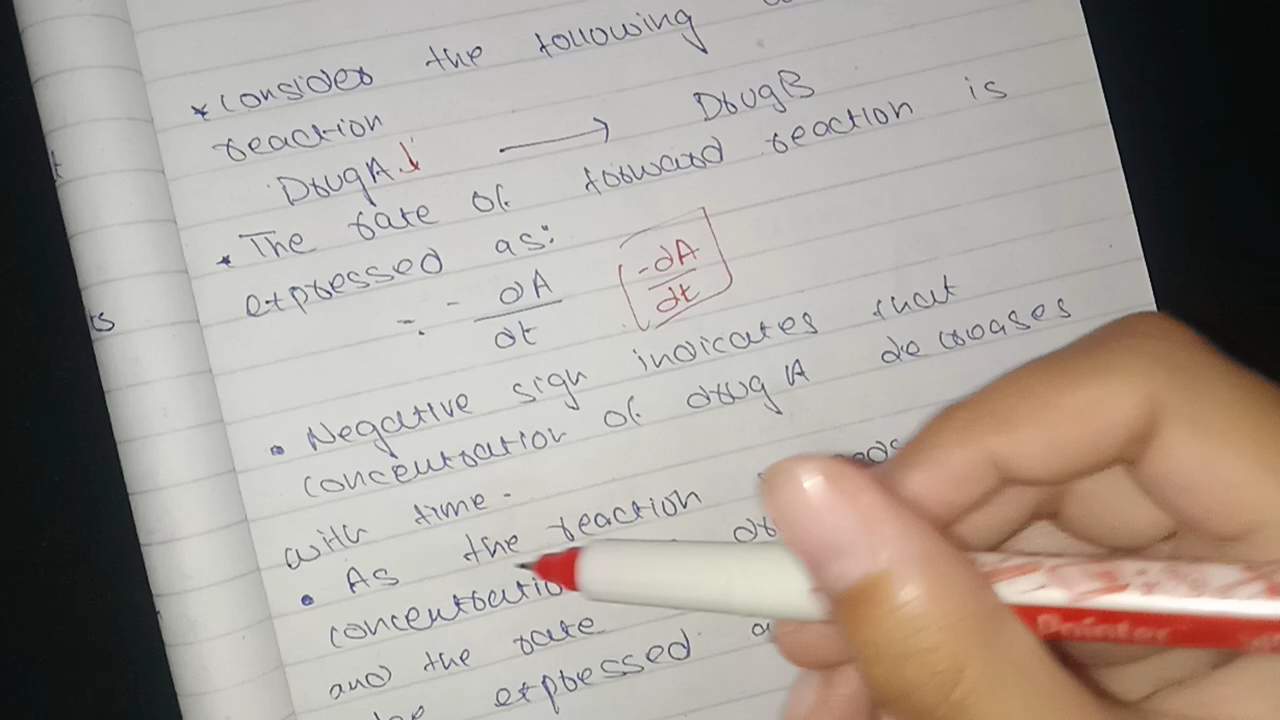 * Consider the following
reaction
DrugA ↓ ⟶ DrugB
* The rate of forward reaction is
expressed as:
= - dA/dt [-dA/dt]
• Negative sign indicates that
concentration of drug A decreases
with time.
• As the reaction
and the rate
expressed
Pointer